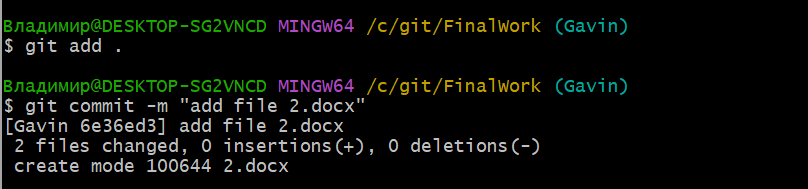 Владимир@DESKTOP-SG2VNCD MINGW64 /c/git/FinalWork (Gavin)
$ git add .
Владимир@DESKTOP-SG2VNCD MINGW64 /c/git/FinalWork (Gavin)
$ git commit -m "add file 2.docx"
[Gavin 6e36ed3] add file 2.docx
 2 files changed, 0 insertions(+), 0 deletions(-)
 create mode 100644 2.docx